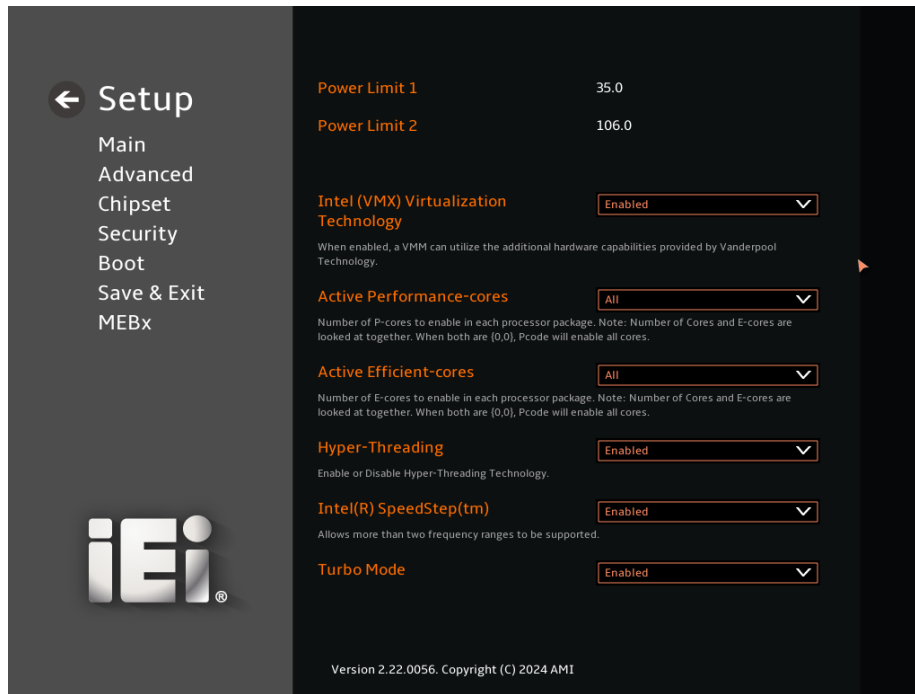 Setup
Main
Advanced
Chipset
Security
Boot
Save & Exit
MEBx
iEi
®
Power Limit 1 35.0
Power Limit 2 106.0
Intel (VMX) Virtualization Enabled
Technology
When enabled, a VMM can utilize the additional hardware capabilities provided by Vanderpool
Technology.
Active Performance-cores All
Number of P-cores to enable in each processor package. Note: Number of Cores and E-cores are
looked at together. When both are {0,0}, Pcode will enable all cores.
Active Efficient-cores All
Number of E-cores to enable in each processor package. Note: Number of Cores and E-cores are
looked at together. When both are {0,0}, Pcode will enable all cores.
Hyper-Threading Enabled
Enable or Disable Hyper-Threading Technology.
Intel(R) SpeedStep(tm) Enabled
Allows more than two frequency ranges to be supported.
Turbo Mode Enabled
Version 2.22.0056. Copyright (C) 2024 AMI